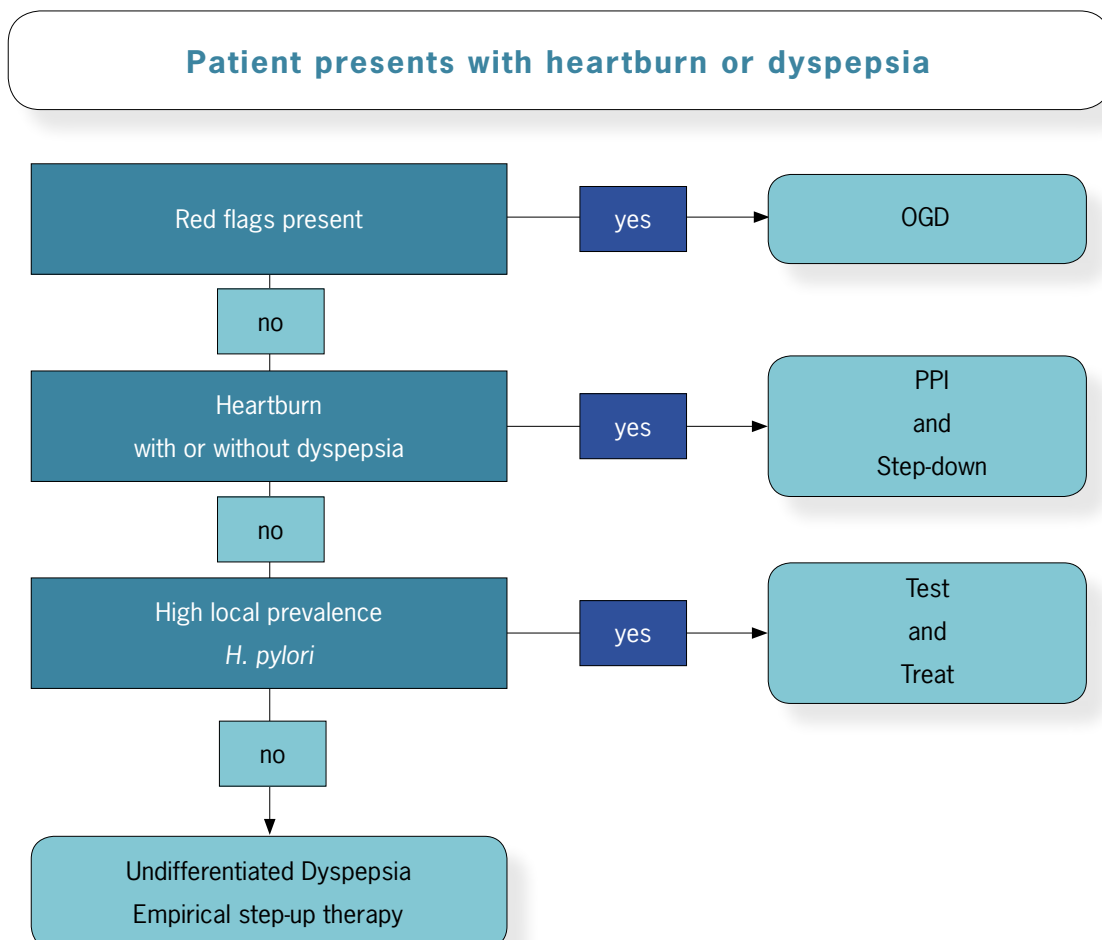 Patient presents with heartburn or dyspepsia
Red flags present
yes
OGD
no
Heartburn
with or without dyspepsia
yes
PPI
and
Step-down
no
High local prevalence
H. pylori
yes
Test
and
Treat
no
Undifferentiated Dyspepsia
Empirical step-up therapy